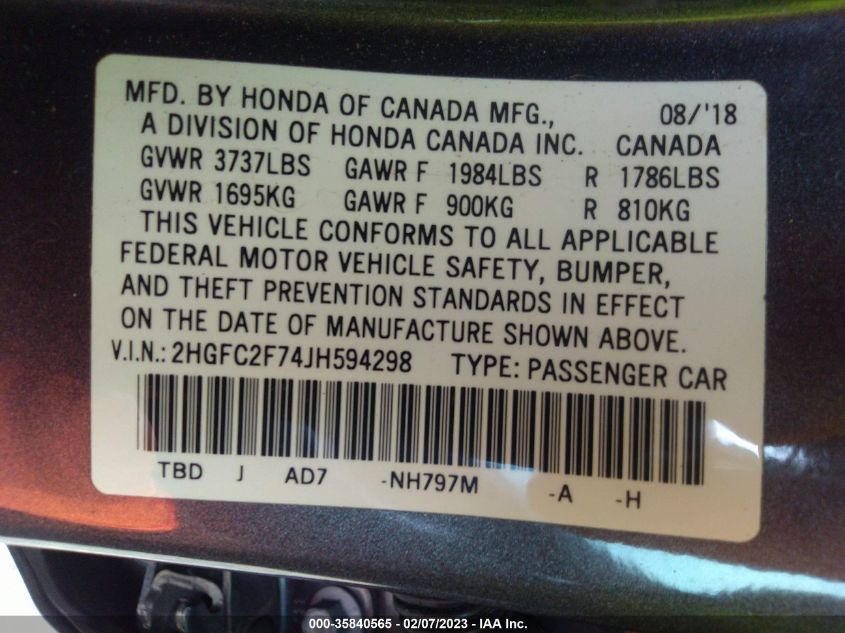 MFD. BY HONDA OF CANADA MFG., 08/'18
A DIVISION OF HONDA CANADA INC. CANADA
GVWR 3737LBS GAWR F 1984LBS R 1786LBS
GVWR 1695KG GAWR F 900KG R 810KG
THIS VEHICLE CONFORMS TO ALL APPLICABLE
FEDERAL MOTOR VEHICLE SAFETY, BUMPER,
AND THEFT PREVENTION STANDARDS IN EFFECT
ON THE DATE OF MANUFACTURE SHOWN ABOVE.
V.I.N.: 2HGFC2F74JH594298 TYPE: PASSENGER CAR
TBD J AD7 -NH797M -A -H
000-35840565 — 02/07/2023 — IAA Inc.